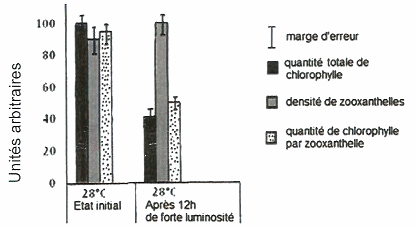 Unités arbitraires
100
80
60
40
20
0
28°C
Etat initial
28°C
Après 12h
de forte luminosité
marge d'erreur
quantité totale de
chlorophylle
densité de zooxanthelles
quantité de chlorophylle
par zooxanthelle